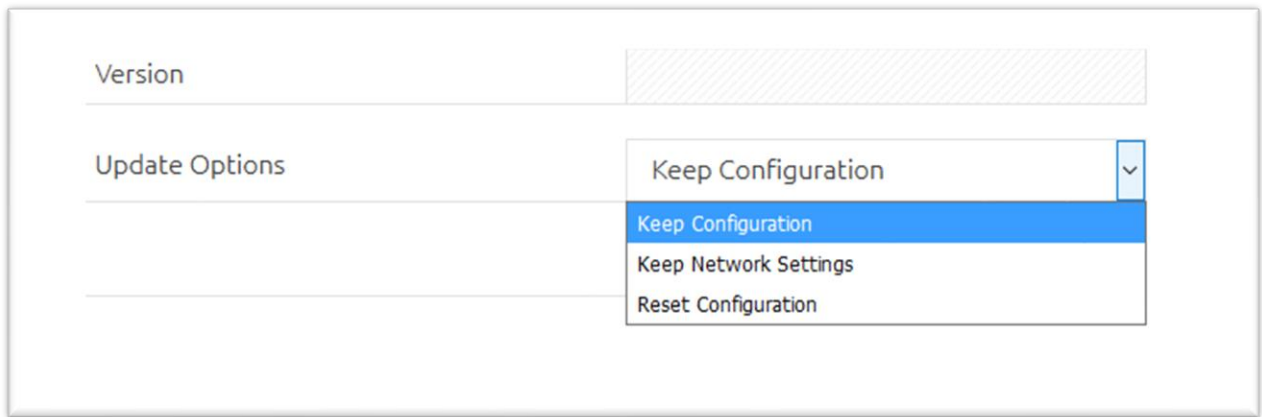 Version
Update Options
Keep Configuration
Keep Configuration
Keep Network Settings
Reset Configuration